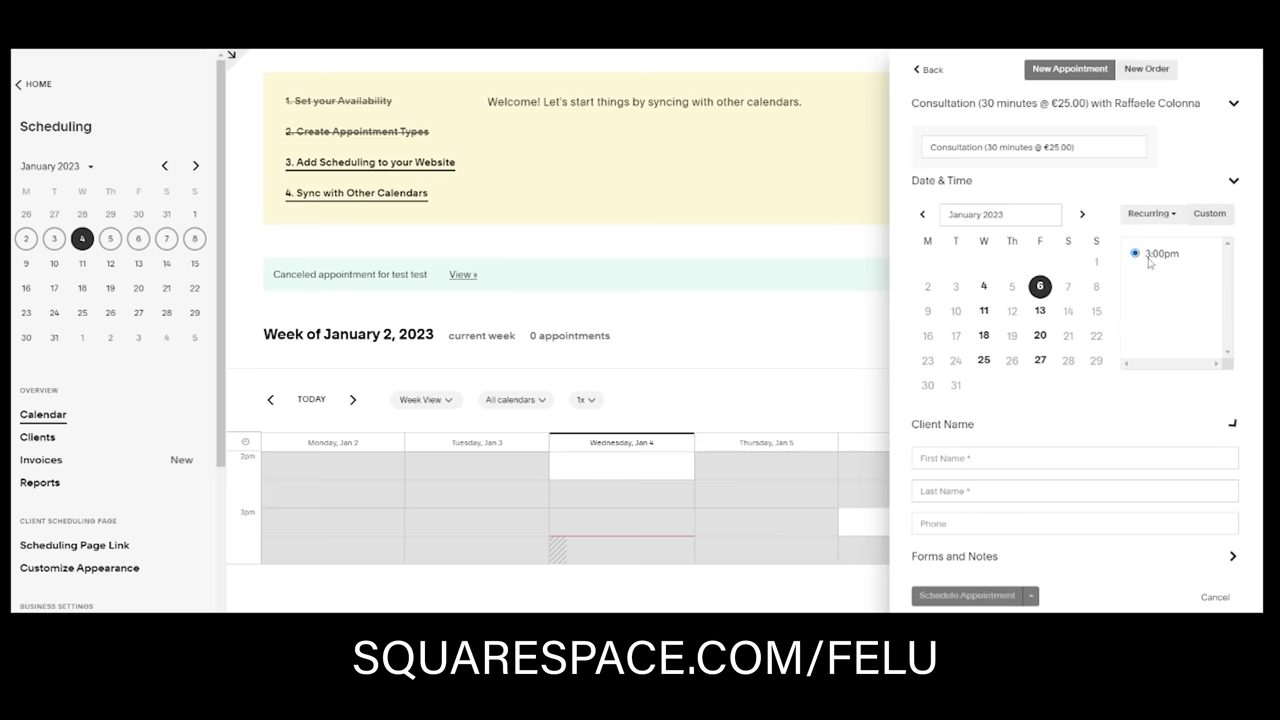 HOME
Scheduling
January 2023
M T W Th F S S
26 27 28 29 30 31 1
2 3 4 5 6 7 8
9 10 11 12 13 14 15
16 17 18 19 20 21 22
23 24 25 26 27 28 29
30 31 1 2 3 4 5
OVERVIEW
Calendar
Clients
Invoices New
Reports
CLIENT SCHEDULING PAGE
Scheduling Page Link
Customize Appearance
BUSINESS SETTINGS
1. Set your Availability
2. Create Appointment Types
3. Add Scheduling to your Website
4. Sync with Other Calendars
Welcome! Let's start things by syncing with other calendars.
Canceled appointment for test test View »
Week of January 2, 2023 current week 0 appointments
TODAY Week View All calendars 1x
Monday, Jan 2 Tuesday, Jan 3 Wednesday, Jan 4 Thursday, Jan 5
2pm
3pm
Back New Appointment New Order
Consultation (30 minutes @ €25.00) with Raffaele Colonna
Consultation (30 minutes @ €25.00)
Date & Time
January 2023 Recurring Custom
M T W Th F S S
1
2 3 4 5 6 7 8
9 10 11 12 13 14 15
16 17 18 19 20 21 22
23 24 25 26 27 28 29
30 31
3:00pm
Client Name
First Name *
Last Name *
Phone
Forms and Notes
Schedule Appointment Cancel
SQUARESPACE.COM/FELU